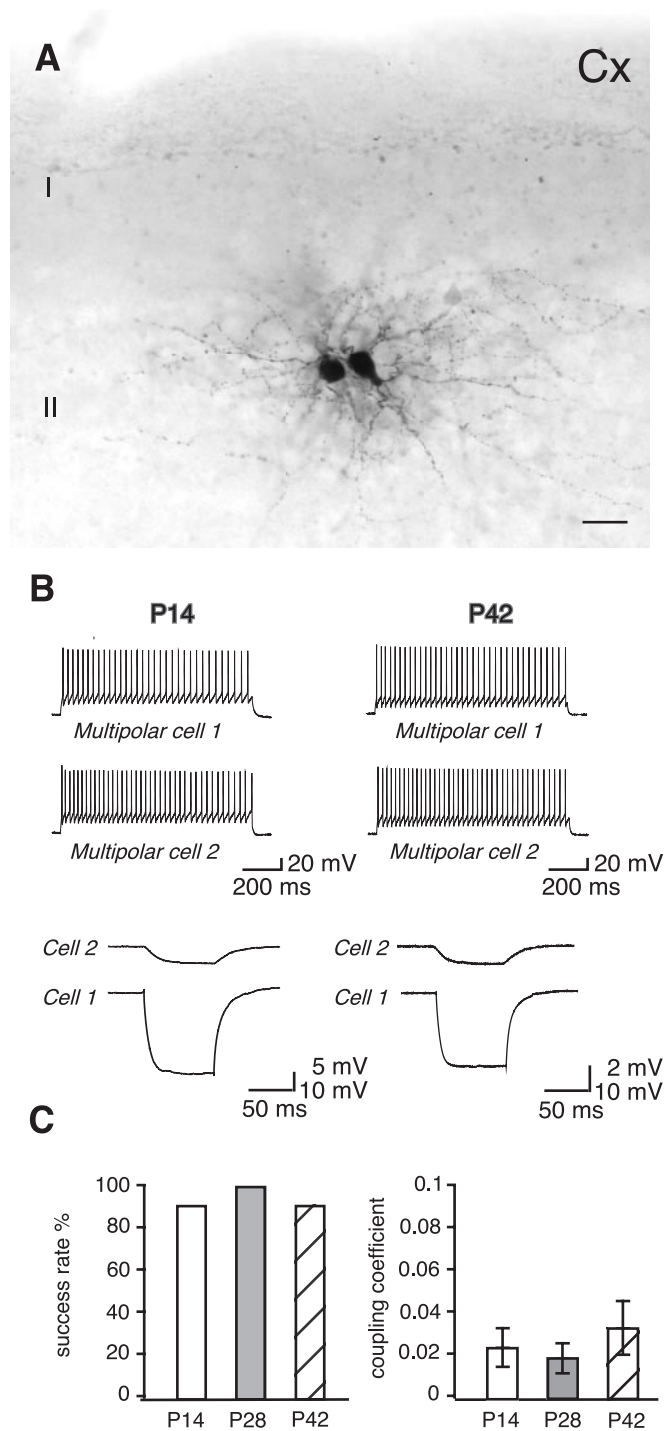 A
Cx
I
II
B
P14
P42
Multipolar cell 1
Multipolar cell 1
Multipolar cell 2
Multipolar cell 2
20 mV
200 ms
20 mV
200 ms
Cell 2
Cell 2
Cell 1
Cell 1
5 mV
10 mV
50 ms
2 mV
10 mV
50 ms
C
success rate %
100
80
60
40
20
0
P14 P28 P42
coupling coefficient
0.1
0.08
0.06
0.04
0.02
0
P14 P28 P42